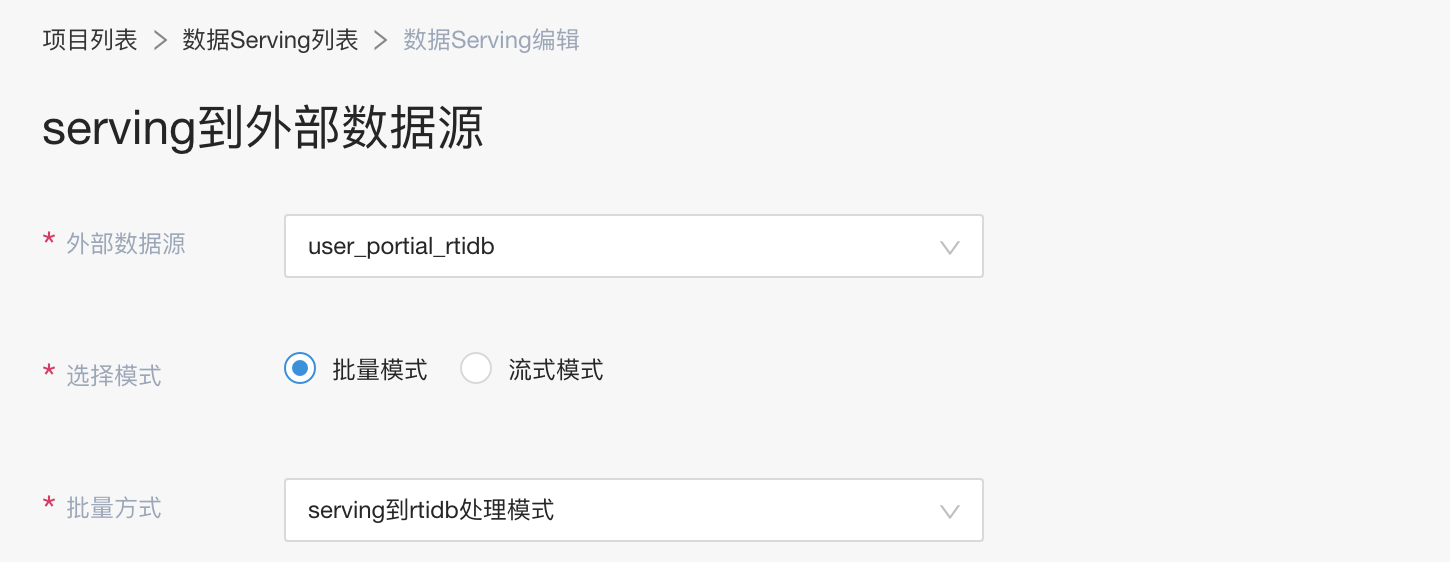 项目列表 > 数据Serving列表 > 数据Serving编辑
serving到外部数据源
* 外部数据源 user_portial_rtidb
* 选择模式 批量模式 流式模式
* 批量方式 serving到rtidb处理模式